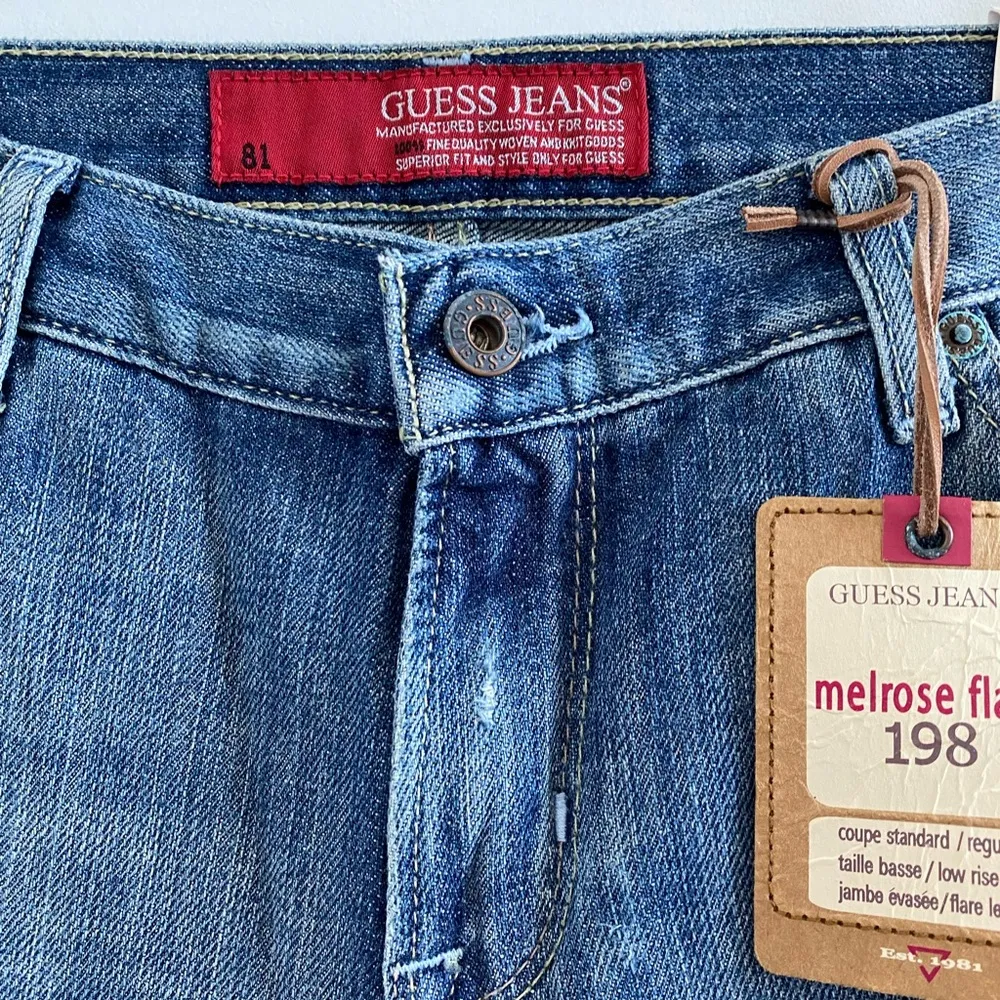 GUESS JEANS®
MANUFACTURED EXCLUSIVELY FOR GUESS
FINE QUALITY WOVEN AND KNIT GOODS
SUPERIOR FIT AND STYLE ONLY FOR GUESS
81
GUESS
GUESS JEAN
melrose fla
198
coupe standard / regu
taille basse / low rise
jambe évasée/flare le
Est. 1981